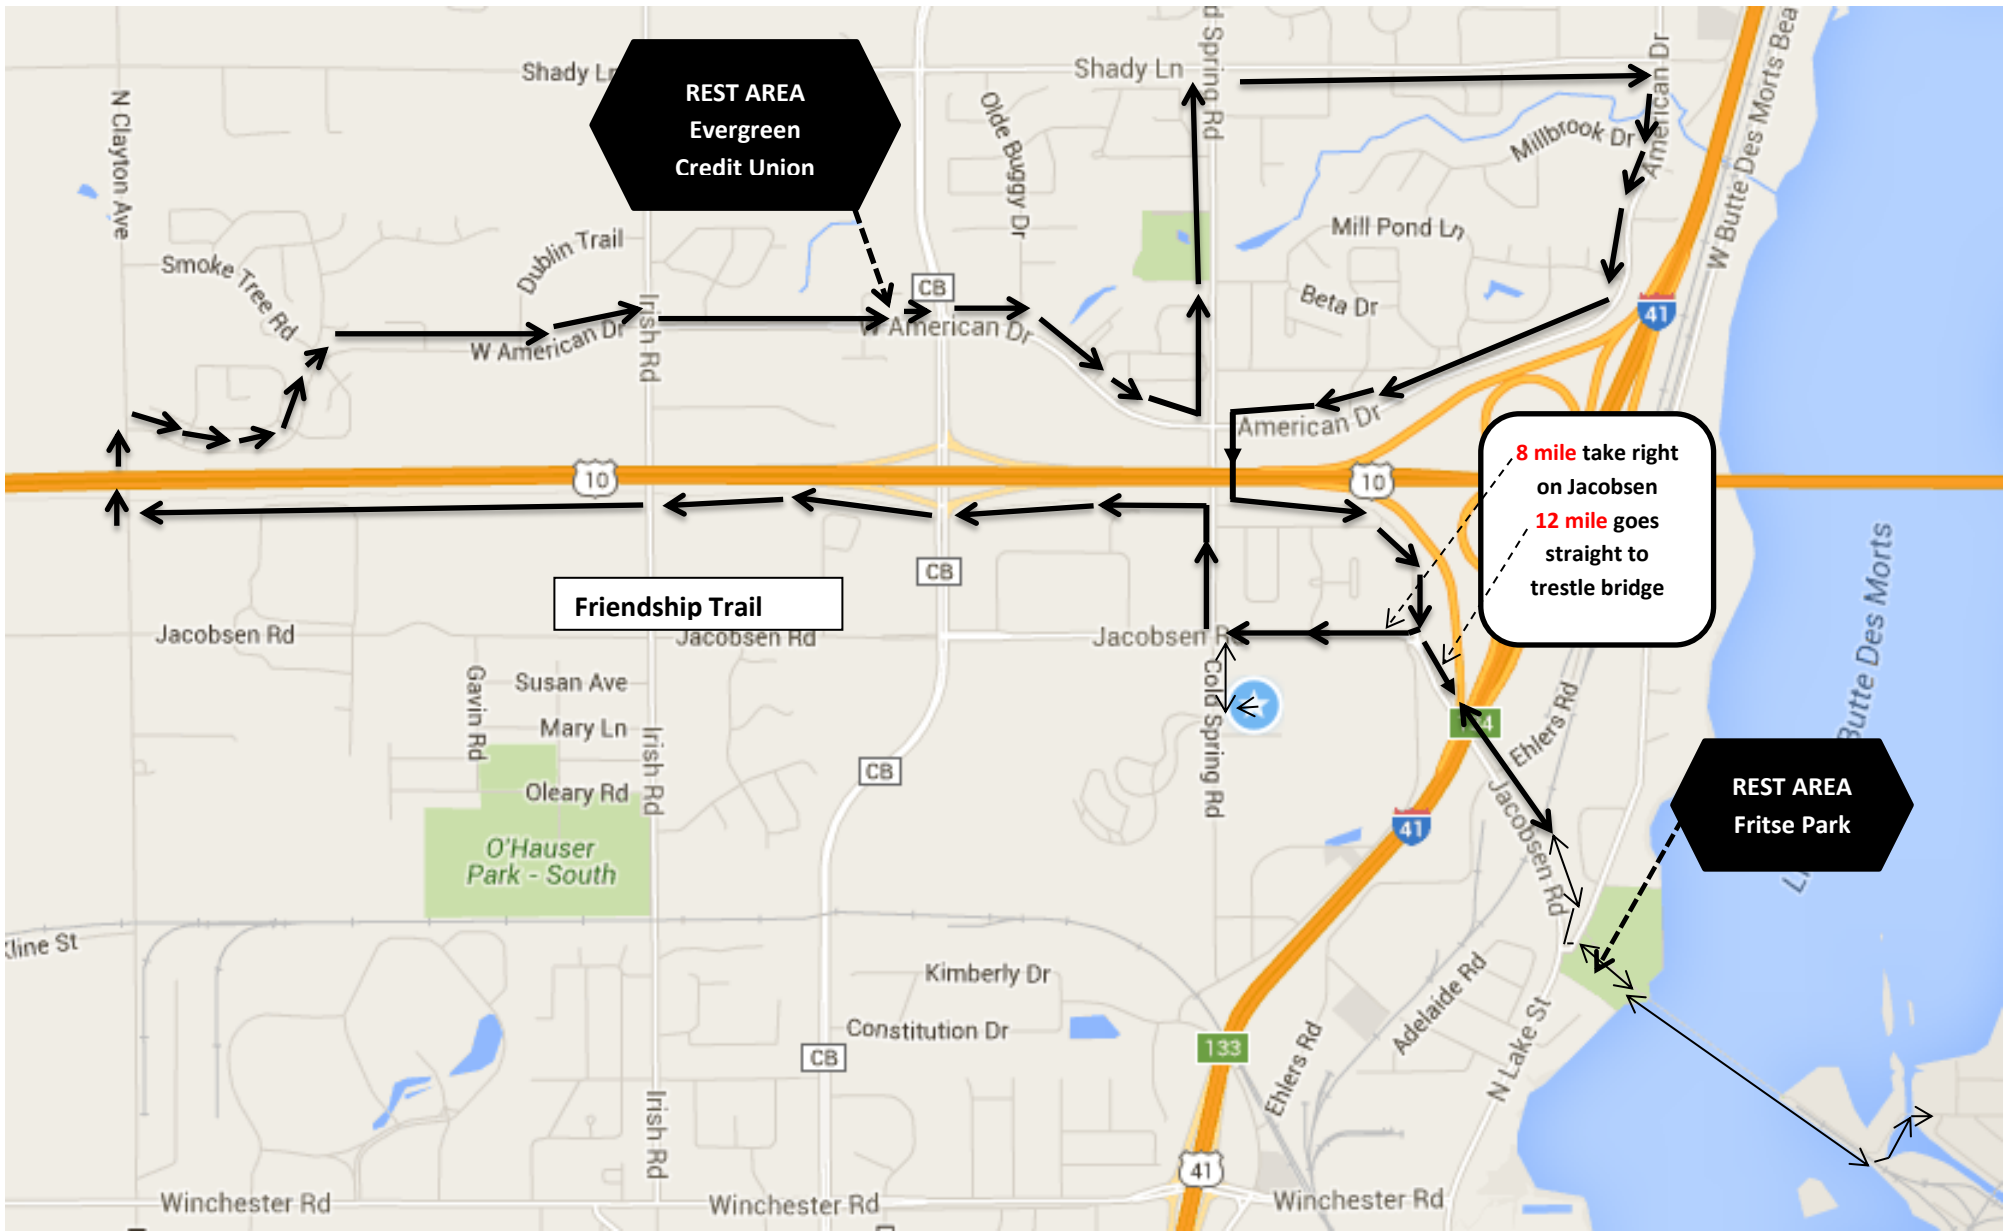 Shady Ln
REST AREA
Evergreen
Credit Union
Shady Ln
d Spring Rd
American Dr
W Butte Des Morts Bea
N Clayton Ave
Olde Buggy Dr
Millbrook Dr
Smoke Tree Rd
Dublin Trail
Mill Pond Ln
Beta Dr
CB
W American Dr
Irish Rd
W American Dr
41
American Dr
10
10
8 mile take right
on Jacobsen
12 mile goes
straight to
trestle bridge
CB
Friendship Trail
Jacobsen Rd
Jacobsen Rd
Jacobsen R
Gavin Rd
Susan Ave
Mary Ln
Irish Rd
Oleary Rd
Cold Spring Rd
CB
Ehlers Rd
Butte Des Morts
REST AREA
Fritse Park
41
Jacobsen Rd
O'Hauser
Park - South
Kline St
Kimberly Dr
Constitution Dr
CB
133
Adelaide Rd
Ehlers Rd
N Lake St
Irish Rd
41
Winchester Rd
Winchester Rd
Winchester Rd